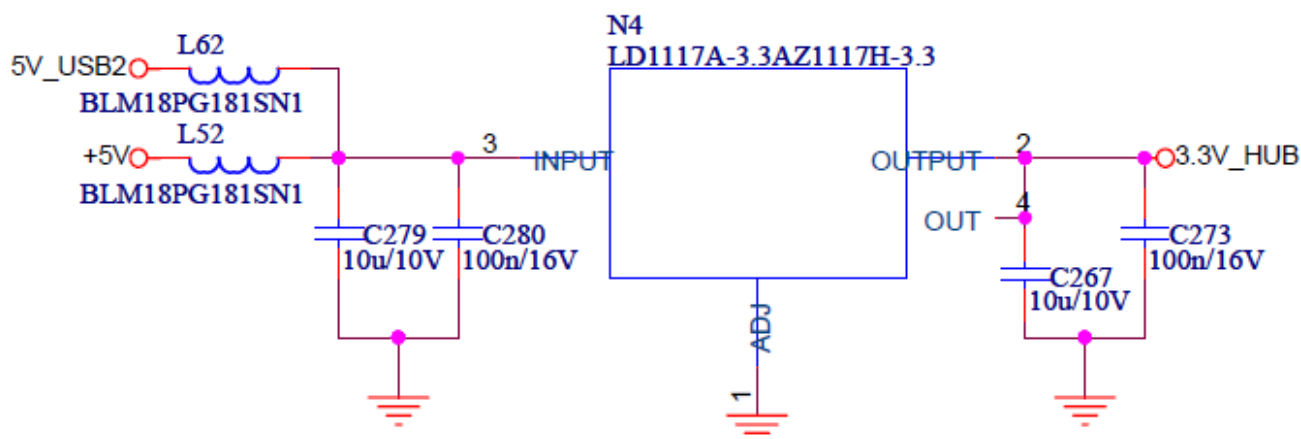 N4
LD1117A-3.3AZ1117H-3.3
L62
5V_USB2
BLM18PG181SN1
L52
+5V
BLM18PG181SN1
3
INPUT
OUTPUT
2
3.3V_HUB
4
OUT
C279
10u/10V
C280
100n/16V
C273
100n/16V
C267
10u/10V
ADJ
1